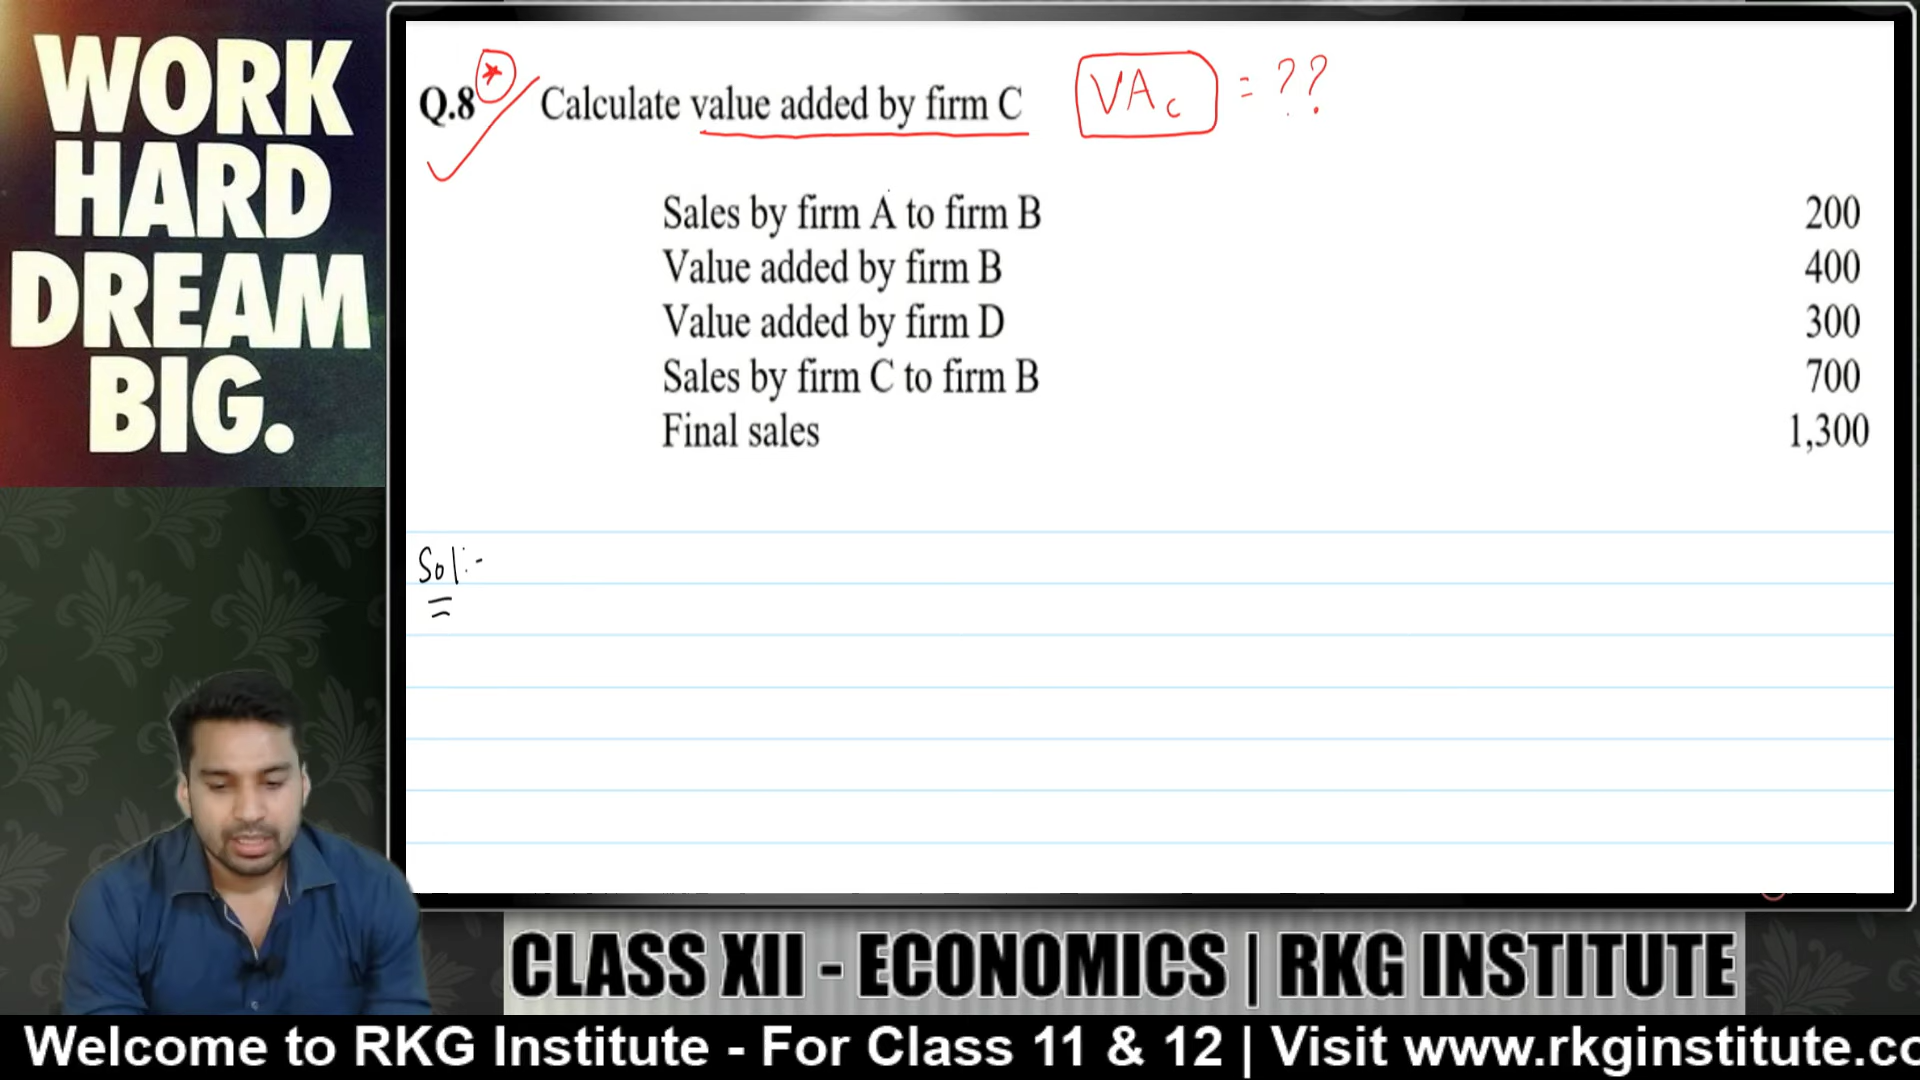 WORK
HARD
DREAM
BIG.
Q.8 * Calculate value added by firm C VAc = ??
Sales by firm A to firm B 200
Value added by firm B 400
Value added by firm D 300
Sales by firm C to firm B 700
Final sales 1,300
Sol:-
CLASS XII - ECONOMICS | RKG INSTITUTE
Welcome to RKG Institute - For Class 11 & 12 | Visit www.rkginstitute.co